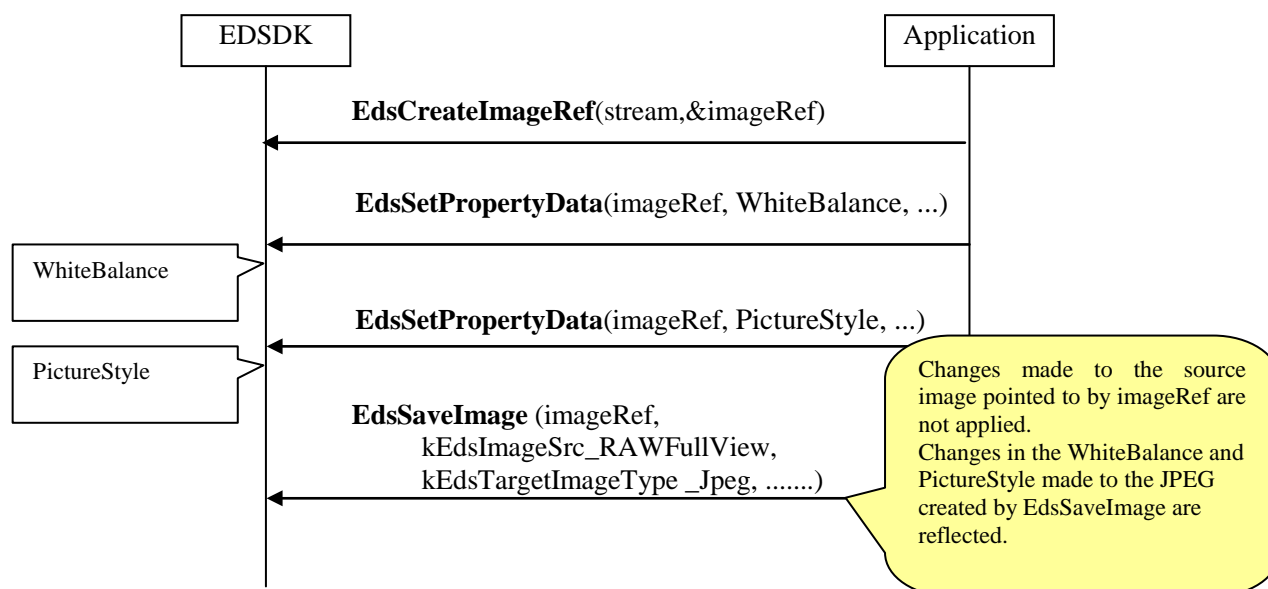 EDSDK
Application
EdsCreateImageRef(stream,&imageRef)
EdsSetPropertyData(imageRef, WhiteBalance, ...)
WhiteBalance
EdsSetPropertyData(imageRef, PictureStyle, ...)
PictureStyle
EdsSaveImage (imageRef,
kEdsImageSrc_RAWFullView,
kEdsTargetImageType _Jpeg, .......)
Changes made to the source
image pointed to by imageRef are
not applied.
Changes in the WhiteBalance and
PictureStyle made to the JPEG
created by EdsSaveImage are
reflected.